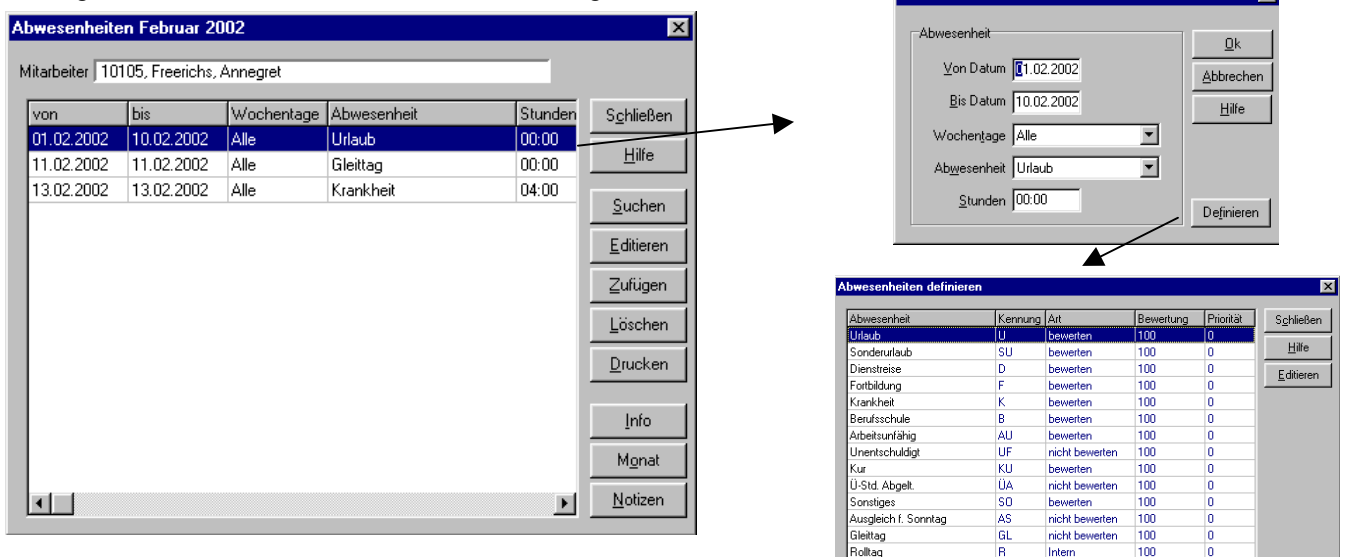 Abwesenheiten Februar 2002
Mitarbeiter 10105, Freerichs, Annegret
von bis Wochentage Abwesenheit Stunden
01.02.2002 10.02.2002 Alle Urlaub 00:00
11.02.2002 11.02.2002 Alle Gleittag 00:00
13.02.2002 13.02.2002 Alle Krankheit 04:00
Schließen
Hilfe
Suchen
Editieren
Zufügen
Löschen
Drucken
Info
Monat
Notizen
Abwesenheit
Von Datum 01.02.2002
Bis Datum 10.02.2002
Wochentage Alle
Abwesenheit Urlaub
Stunden 00:00
Ok
Abbrechen
Hilfe
Definieren
Abwesenheiten definieren
Abwesenheit Kennung Art Bewertung Priorität
Urlaub U bewerten 100 0
Sonderurlaub SU bewerten 100 0
Dienstreise D bewerten 100 0
Fortbildung F bewerten 100 0
Krankheit K bewerten 100 0
Berufsschule B bewerten 100 0
Arbeitsunfähig AU bewerten 100 0
Unentschuldigt UF nicht bewerten 100 0
Kur KU bewerten 100 0
Ü-Std. Abgelt. ÜA nicht bewerten 100 0
Sonstiges SO bewerten 100 0
Ausgleich f. Sonntag AS nicht bewerten 100 0
Gleittag GL nicht bewerten 100 0
Rolltag R Intern 100 0
Schließen
Hilfe
Editieren